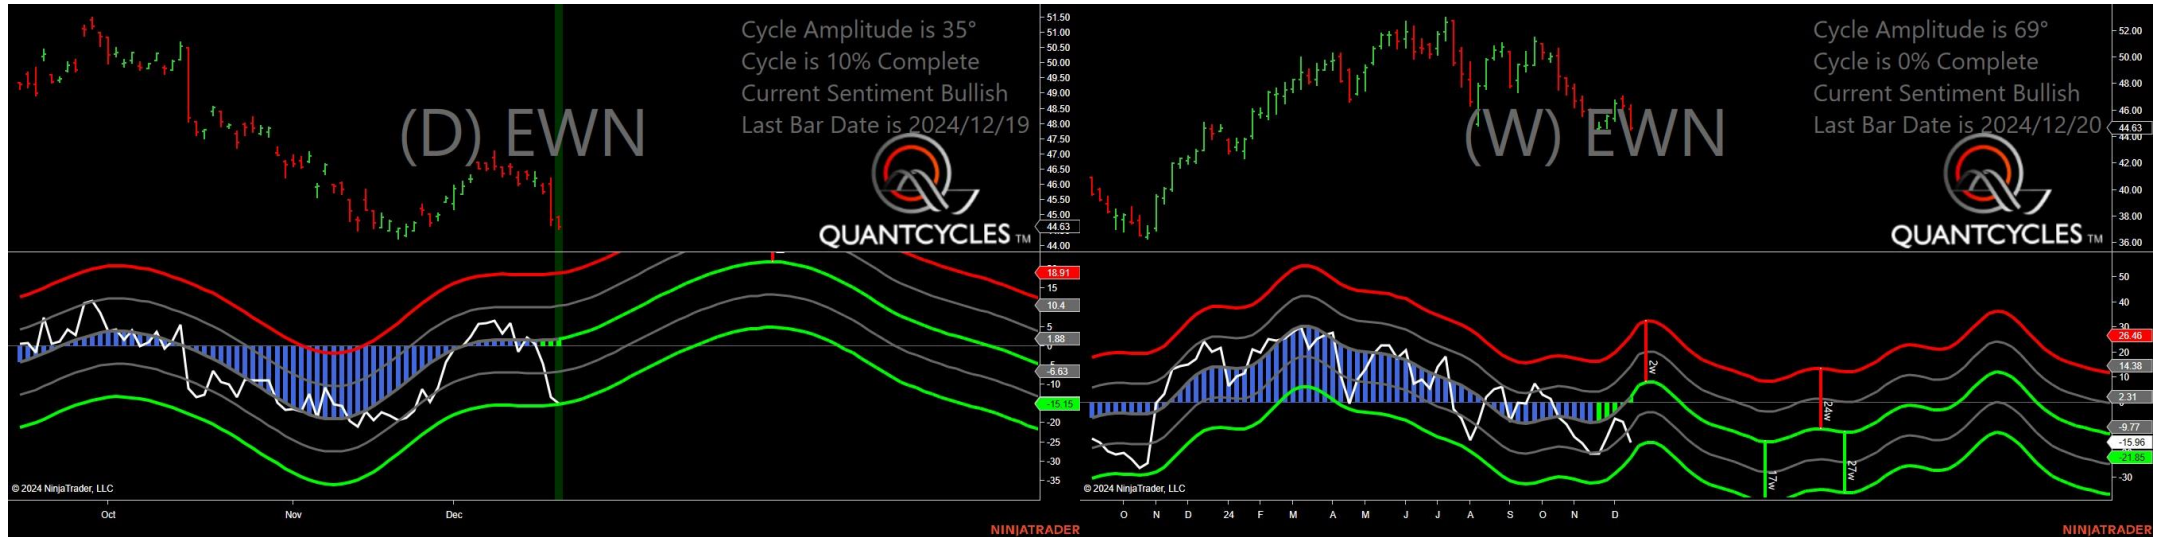 Cycle Amplitude is 35°
Cycle is 10% Complete
Current Sentiment Bullish
Last Bar Date is 2024/12/19
(D) EWN
QUANTCYCLES TM
51.50
51.00
50.50
50.00
49.50
49.00
48.50
48.00
47.50
47.00
46.50
46.00
45.50
45.00
44.63
44.00
18.91
15
10.4
5
1.88
0
-6.63
-10
-15.15
-20
-25
-30
-35
© 2024 NinjaTrader, LLC
Oct Nov Dec
NINJATRADER
Cycle Amplitude is 69°
Cycle is 0% Complete
Current Sentiment Bullish
Last Bar Date is 2024/12/20
(W) EWN
QUANTCYCLES TM
52.00
50.00
48.00
46.00
44.63
44.00
42.00
40.00
38.00
36.00
50
40
30
26.46
20
14.38
10
2.31
-9.77
-15.96
-21.85
-30
2w
24w
17w
27w
© 2024 NinjaTrader, LLC
O N D 24 F M A M J J A S O N D
NINJATRADER